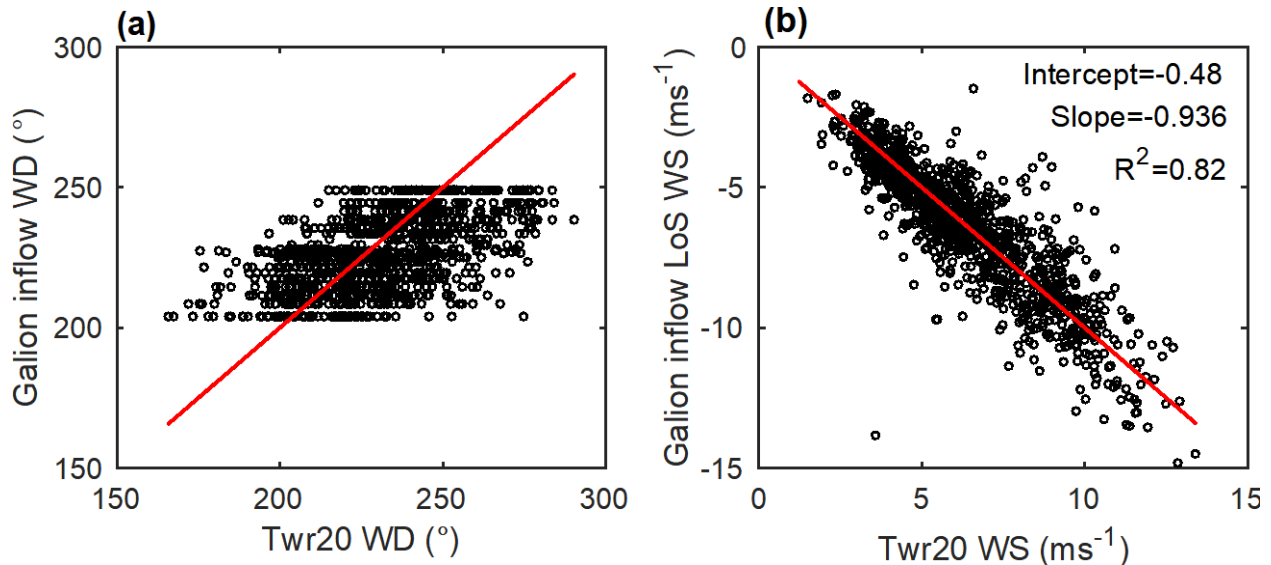 (a)
300
250
200
150
Galion inflow WD (°)
150
200
250
300
Twr20 WD (°)
(b)
0
-5
-10
-15
Galion inflow LoS WS (ms⁻¹)
Intercept=-0.48
Slope=-0.936
R²=0.82
0
5
10
15
Twr20 WS (ms⁻¹)